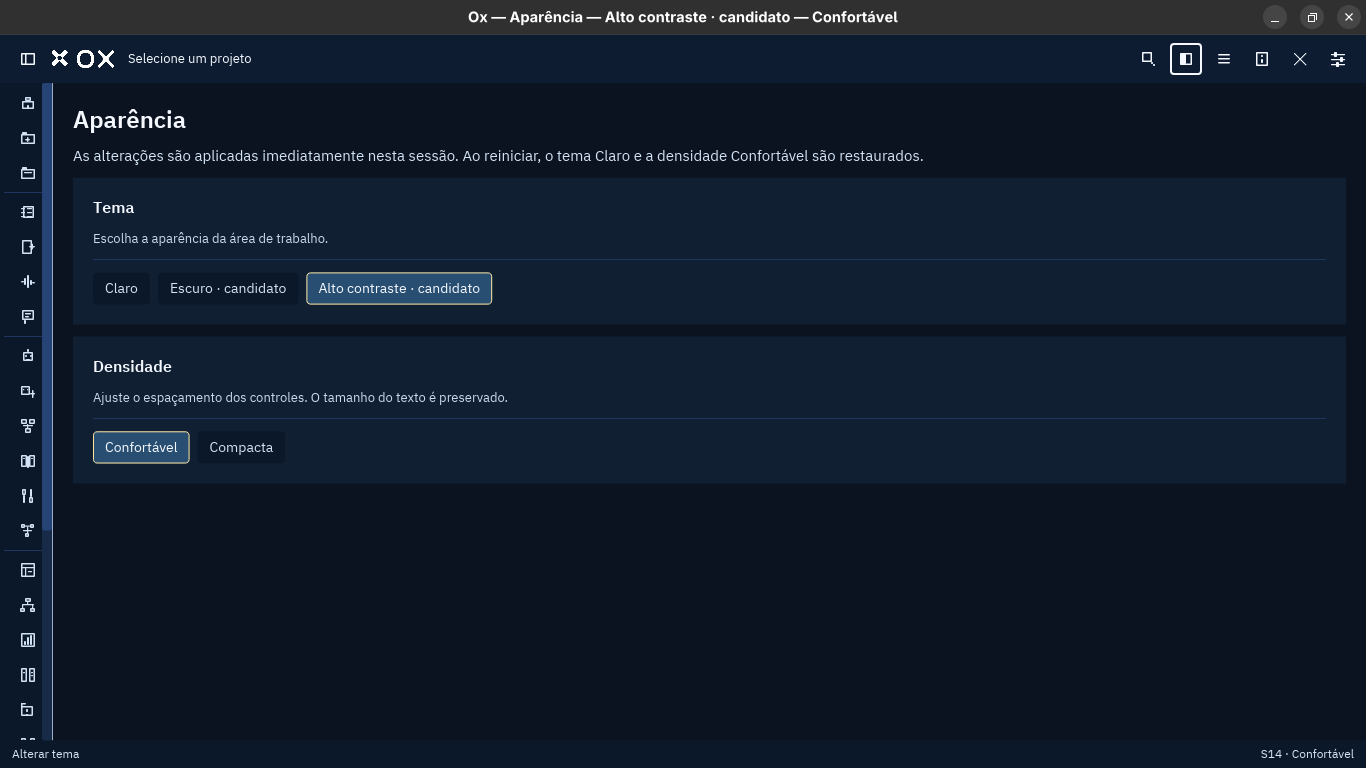 Ox — Aparência — Alto contraste · candidato — Confortável
OX
Selecione um projeto
Aparência
As alterações são aplicadas imediatamente nesta sessão. Ao reiniciar, o tema Claro e a densidade Confortável são restaurados.
Tema
Escolha a aparência da área de trabalho.
Claro
Escuro · candidato
Alto contraste · candidato
Densidade
Ajuste o espaçamento dos controles. O tamanho do texto é preservado.
Confortável
Compacta
Alterar tema
S14 · Confortável